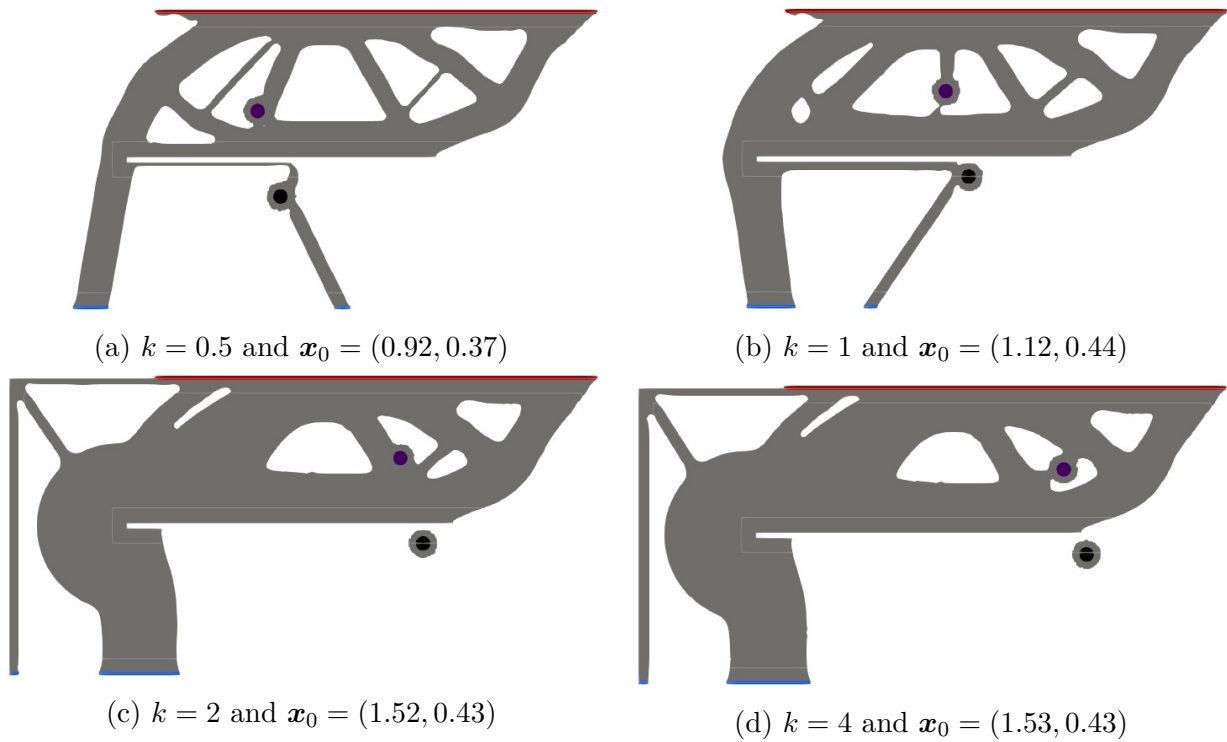 (a) k = 0.5 and x₀ = (0.92, 0.37)
(b) k = 1 and x₀ = (1.12, 0.44)
(c) k = 2 and x₀ = (1.52, 0.43)
(d) k = 4 and x₀ = (1.53, 0.43)